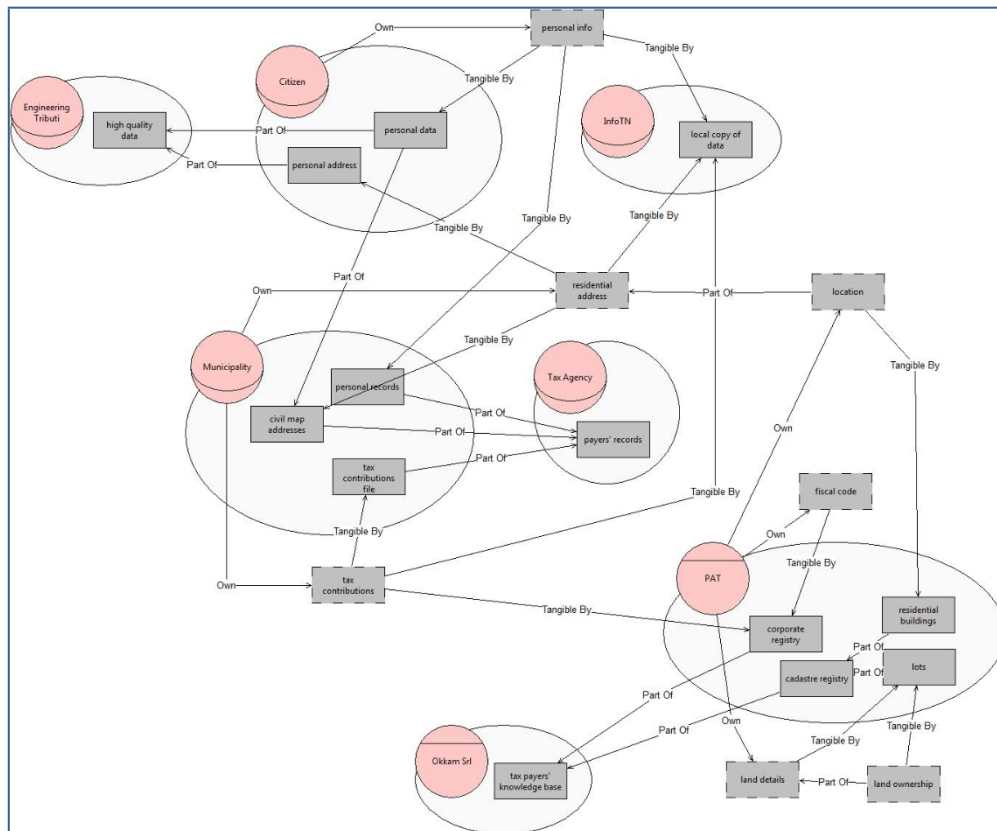 Own
personal info
Tangible By
Tangible By
Citizen
Engineering
Tributi
high quality
data
Part Of
personal data
InfoTN
local copy of
data
Part Of
personal address
Tangible By
Tangible By
Tangible By
Part Of
Own
residential
address
Part Of
location
Tangible By
Tangible By
Municipality
personal records
Tax Agency
civil map
addresses
Part Of
Part Of
payers' records
Own
tax
contributions
file
Part Of
Tangible By
fiscal code
Tangible By
Own
Own
tax
contributions
Tangible By
PAT
Tangible By
corporate
registry
residential
buildings
Part Of
cadastre registry
Part Of
lots
Part Of
Part Of
Own
Tangible By
Tangible By
Okkam Srl
tax payers'
knowledge base
land details
Part Of
land ownership